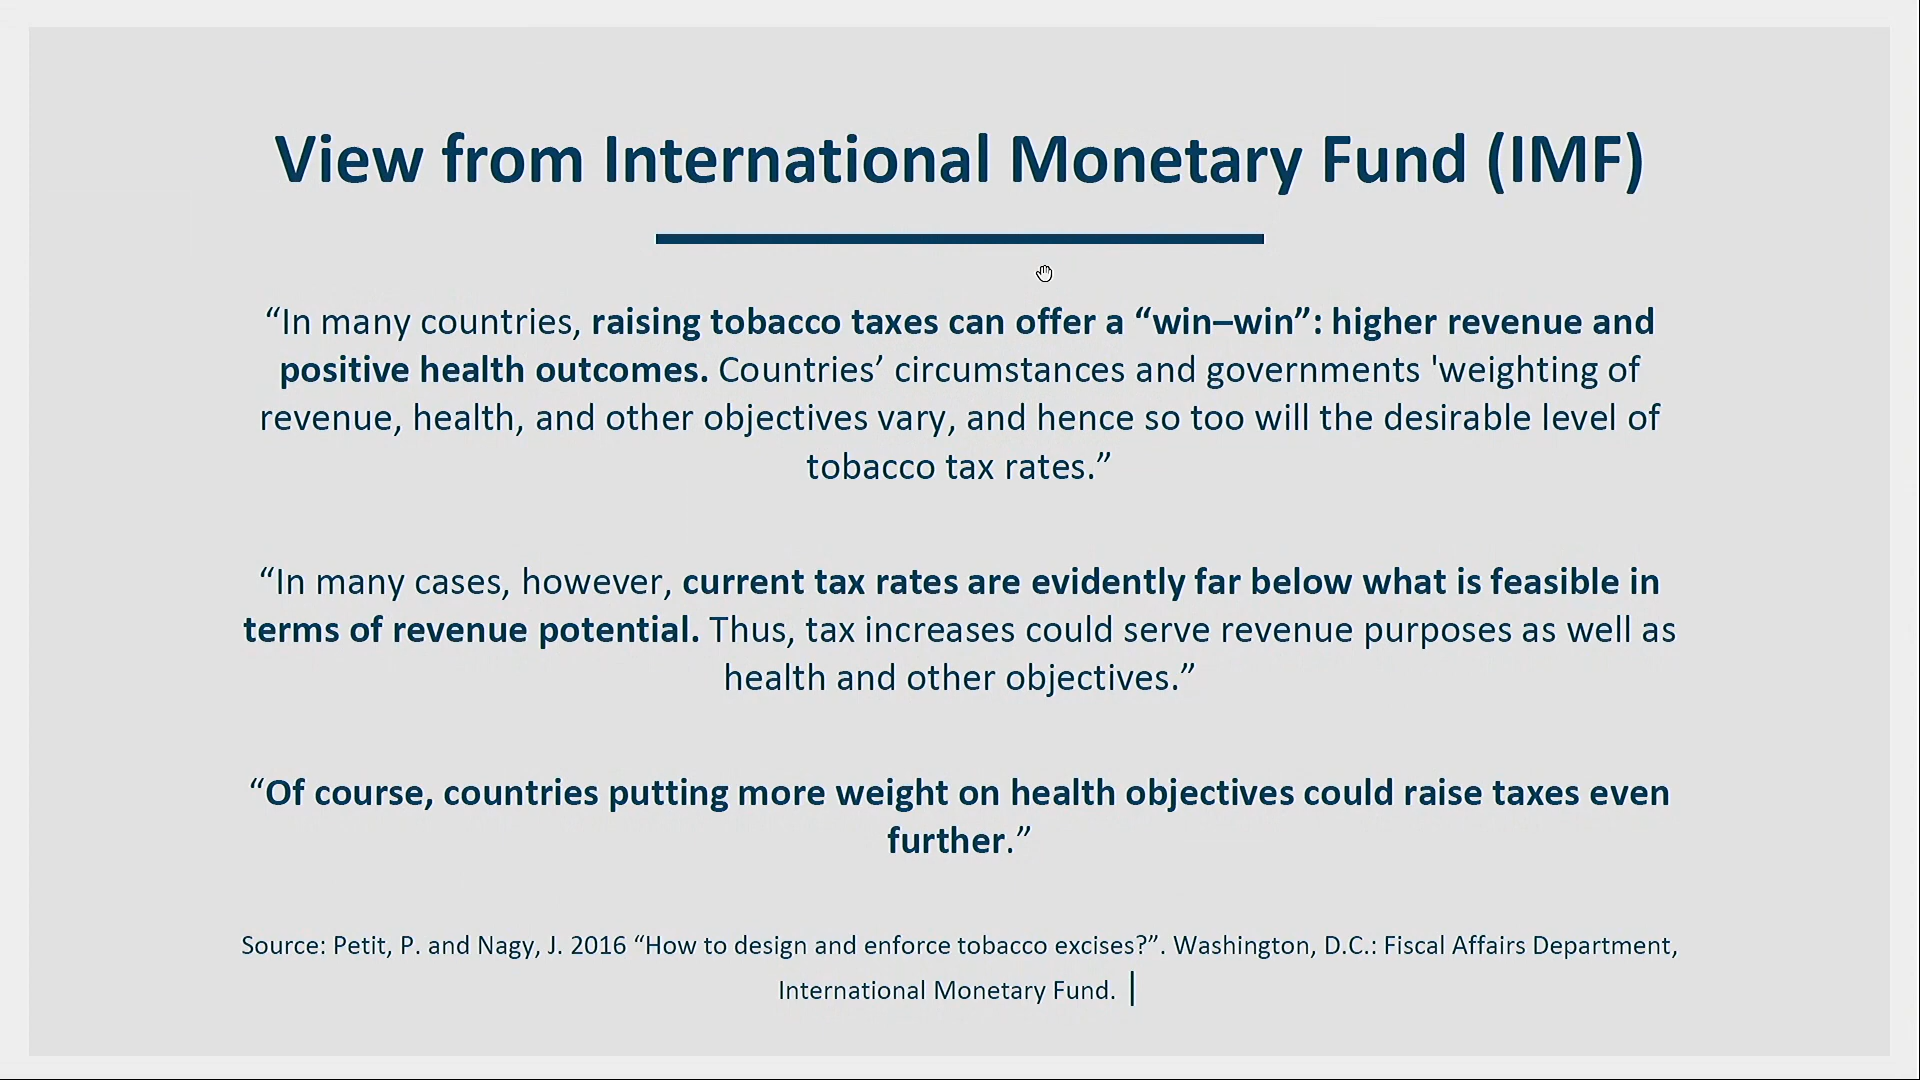 View from International Monetary Fund (IMF)
“In many countries, raising tobacco taxes can offer a “win–win”: higher revenue and
positive health outcomes. Countries’ circumstances and governments 'weighting of
revenue, health, and other objectives vary, and hence so too will the desirable level of
tobacco tax rates.”
“In many cases, however, current tax rates are evidently far below what is feasible in
terms of revenue potential. Thus, tax increases could serve revenue purposes as well as
health and other objectives.”
“Of course, countries putting more weight on health objectives could raise taxes even
further.”
Source: Petit, P. and Nagy, J. 2016 “How to design and enforce tobacco excises?”. Washington, D.C.: Fiscal Affairs Department,
International Monetary Fund.